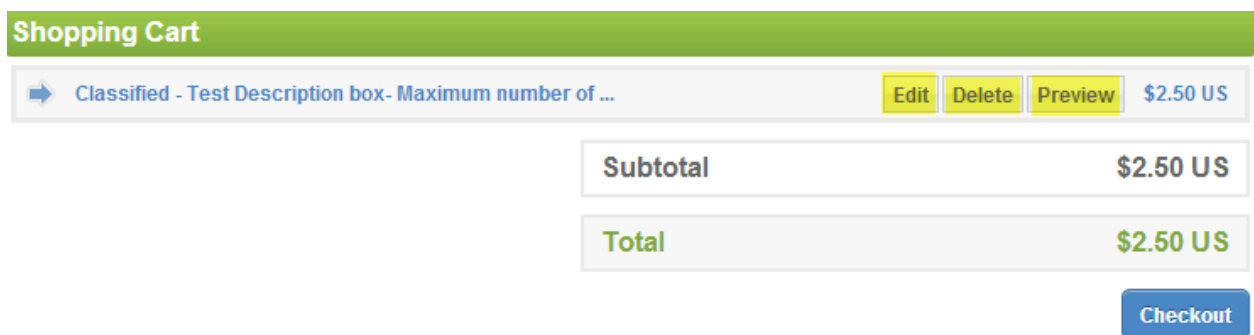 Shopping Cart
Classified - Test Description box- Maximum number of ... Edit Delete Preview $2.50 US
Subtotal $2.50 US
Total $2.50 US
Checkout